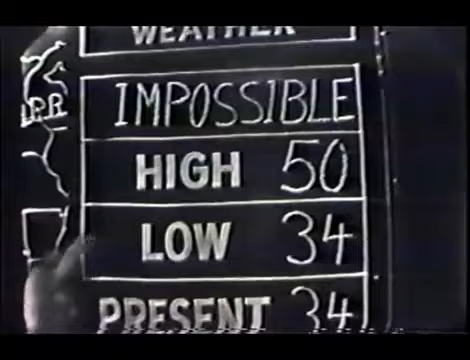 WEATHER
IMPOSSIBLE
HIGH 50
LOW 34
PRESENT 34